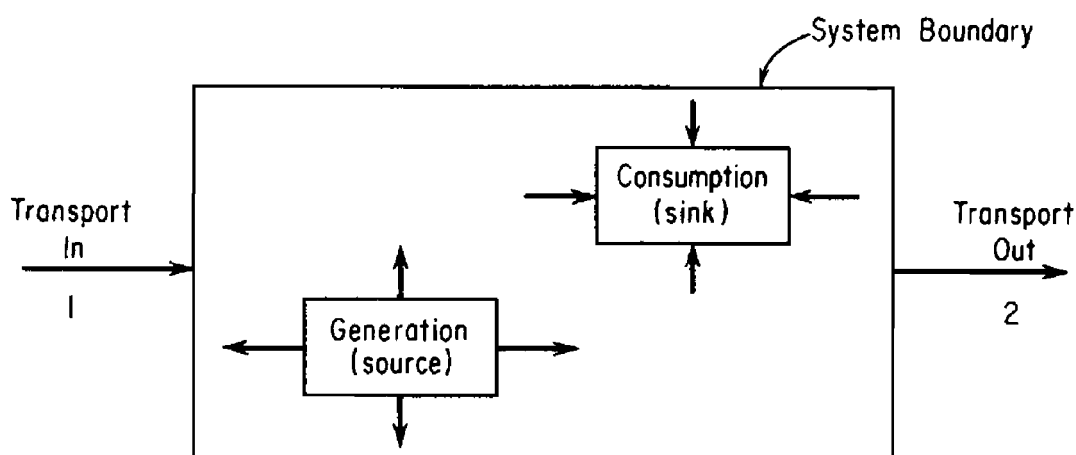 System Boundary
Consumption
(sink)
Transport
In
1
Transport
Out
2
Generation
(source)